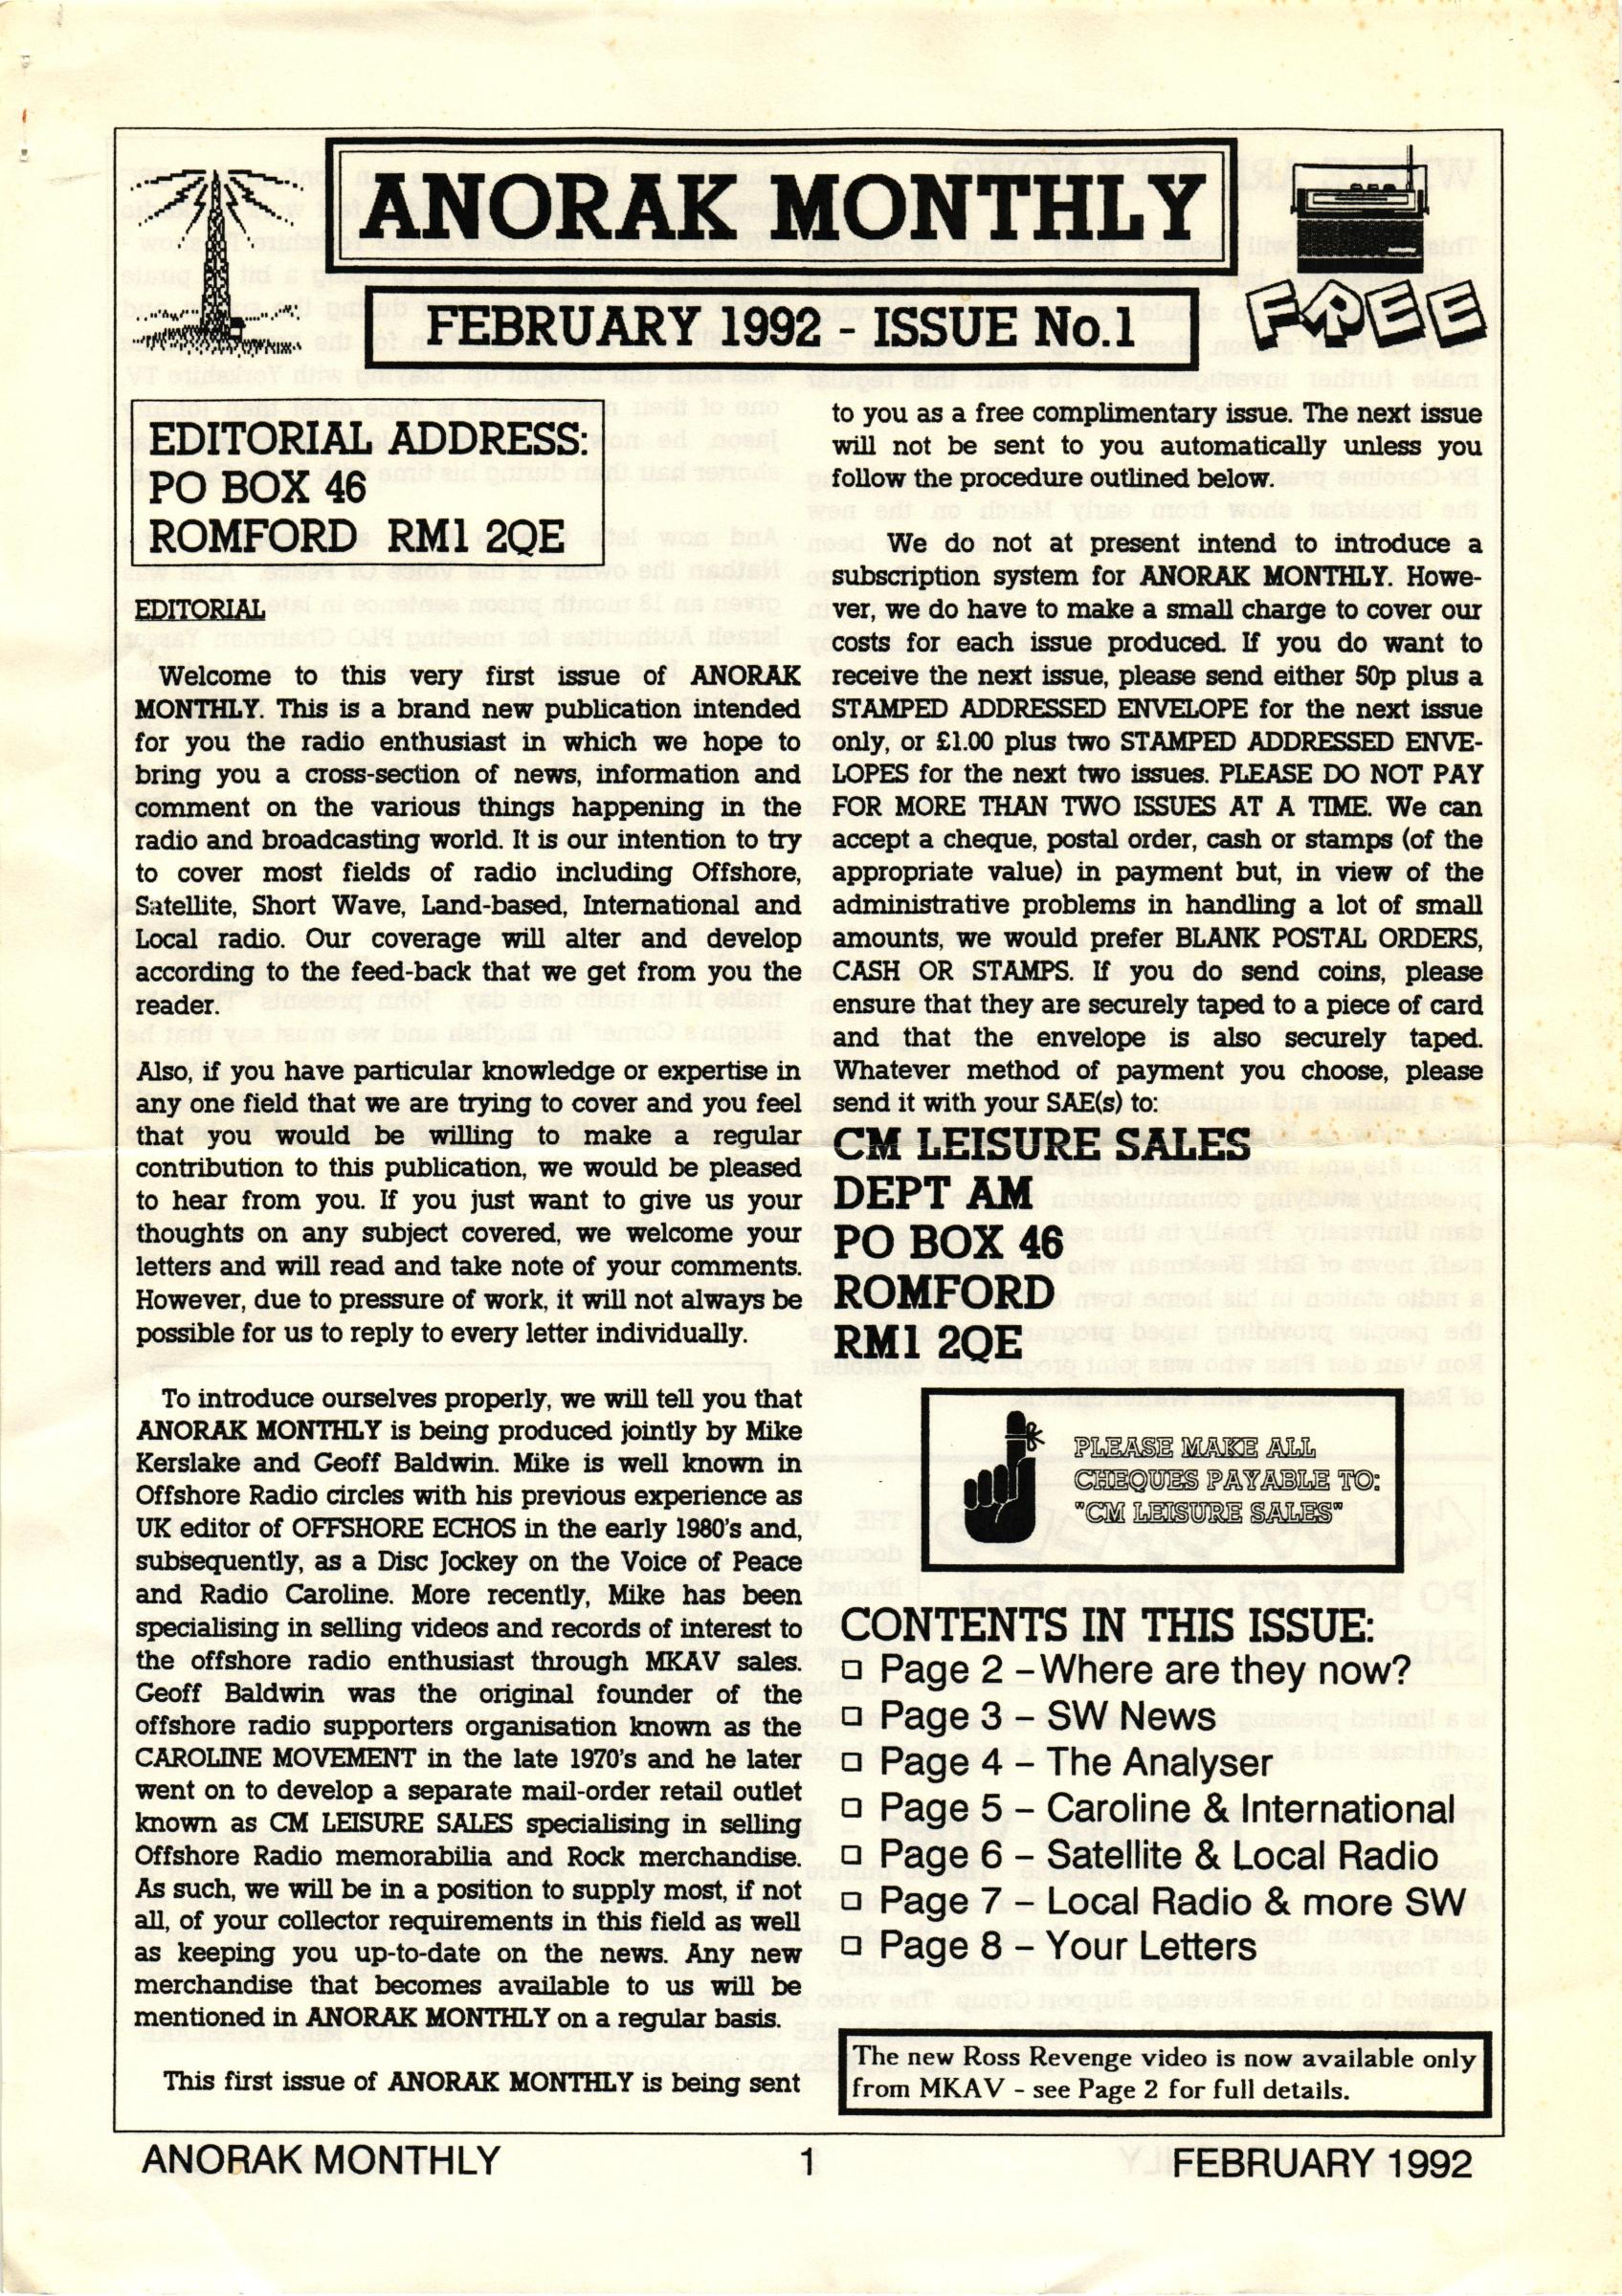 ANORAK MONTHLY
FREE
FEBRUARY 1992 - ISSUE No.1
EDITORIAL ADDRESS:
PO BOX 46
ROMFORD RM1 2QE
EDITORIAL
Welcome to this very first issue of ANORAK
MONTHLY. This is a brand new publication intended
for you the radio enthusiast in which we hope to
bring you a cross-section of news, information and
comment on the various things happening in the
radio and broadcasting world. It is our intention to try
to cover most fields of radio including Offshore,
Satellite, Short Wave, Land-based, International and
Local radio. Our coverage will alter and develop
according to the feed-back that we get from you the
reader.
Also, if you have particular knowledge or expertise in
any one field that we are trying to cover and you feel
that you would be willing to make a regular
contribution to this publication, we would be pleased
to hear from you. If you just want to give us your
thoughts on any subject covered, we welcome your
letters and will read and take note of your comments.
However, due to pressure of work, it will not always be
possible for us to reply to every letter individually.
To introduce ourselves properly, we will tell you that
ANORAK MONTHLY is being produced jointly by Mike
Kerslake and Geoff Baldwin. Mike is well known in
Offshore Radio circles with his previous experience as
UK editor of OFFSHORE ECHOS in the early 1980's and,
subsequently, as a Disc Jockey on the Voice of Peace
and Radio Caroline. More recently, Mike has been
specialising in selling videos and records of interest to
the offshore radio enthusiast through MKAV sales.
Geoff Baldwin was the original founder of the
offshore radio supporters organisation known as the
CAROLINE MOVEMENT in the late 1970's and he later
went on to develop a separate mail-order retail outlet
known as CM LEISURE SALES specialising in selling
Offshore Radio memorabilia and Rock merchandise.
As such, we will be in a position to supply most, if not
all, of your collector requirements in this field as well
as keeping you up-to-date on the news. Any new
merchandise that becomes available to us will be
mentioned in ANORAK MONTHLY on a regular basis.
This first issue of ANORAK MONTHLY is being sent
to you as a free complimentary issue. The next issue
will not be sent to you automatically unless you
follow the procedure outlined below.
We do not at present intend to introduce a
subscription system for ANORAK MONTHLY. Howe-
ver, we do have to make a small charge to cover our
costs for each issue produced. If you do want to
receive the next issue, please send either 50p plus a
STAMPED ADDRESSED ENVELOPE for the next issue
only, or £1.00 plus two STAMPED ADDRESSED ENVE-
LOPES for the next two issues. PLEASE DO NOT PAY
FOR MORE THAN TWO ISSUES AT A TIME. We can
accept a cheque, postal order, cash or stamps (of the
appropriate value) in payment but, in view of the
administrative problems in handling a lot of small
amounts, we would prefer BLANK POSTAL ORDERS,
CASH OR STAMPS. If you do send coins, please
ensure that they are securely taped to a piece of card
and that the envelope is also securely taped.
Whatever method of payment you choose, please
send it with your SAE(s) to:
CM LEISURE SALES
DEPT AM
PO BOX 46
ROMFORD
RM1 2QE
PLEASE MAKE ALL
CHEQUES PAYABLE TO:
"CM LEISURE SALES"
CONTENTS IN THIS ISSUE:
Page 2 – Where are they now?
Page 3 – SW News
Page 4 – The Analyser
Page 5 – Caroline & International
Page 6 – Satellite & Local Radio
Page 7 – Local Radio & more SW
Page 8 – Your Letters
The new Ross Revenge video is now available only
from MKAV - see Page 2 for full details.
ANORAK MONTHLY 1 FEBRUARY 1992